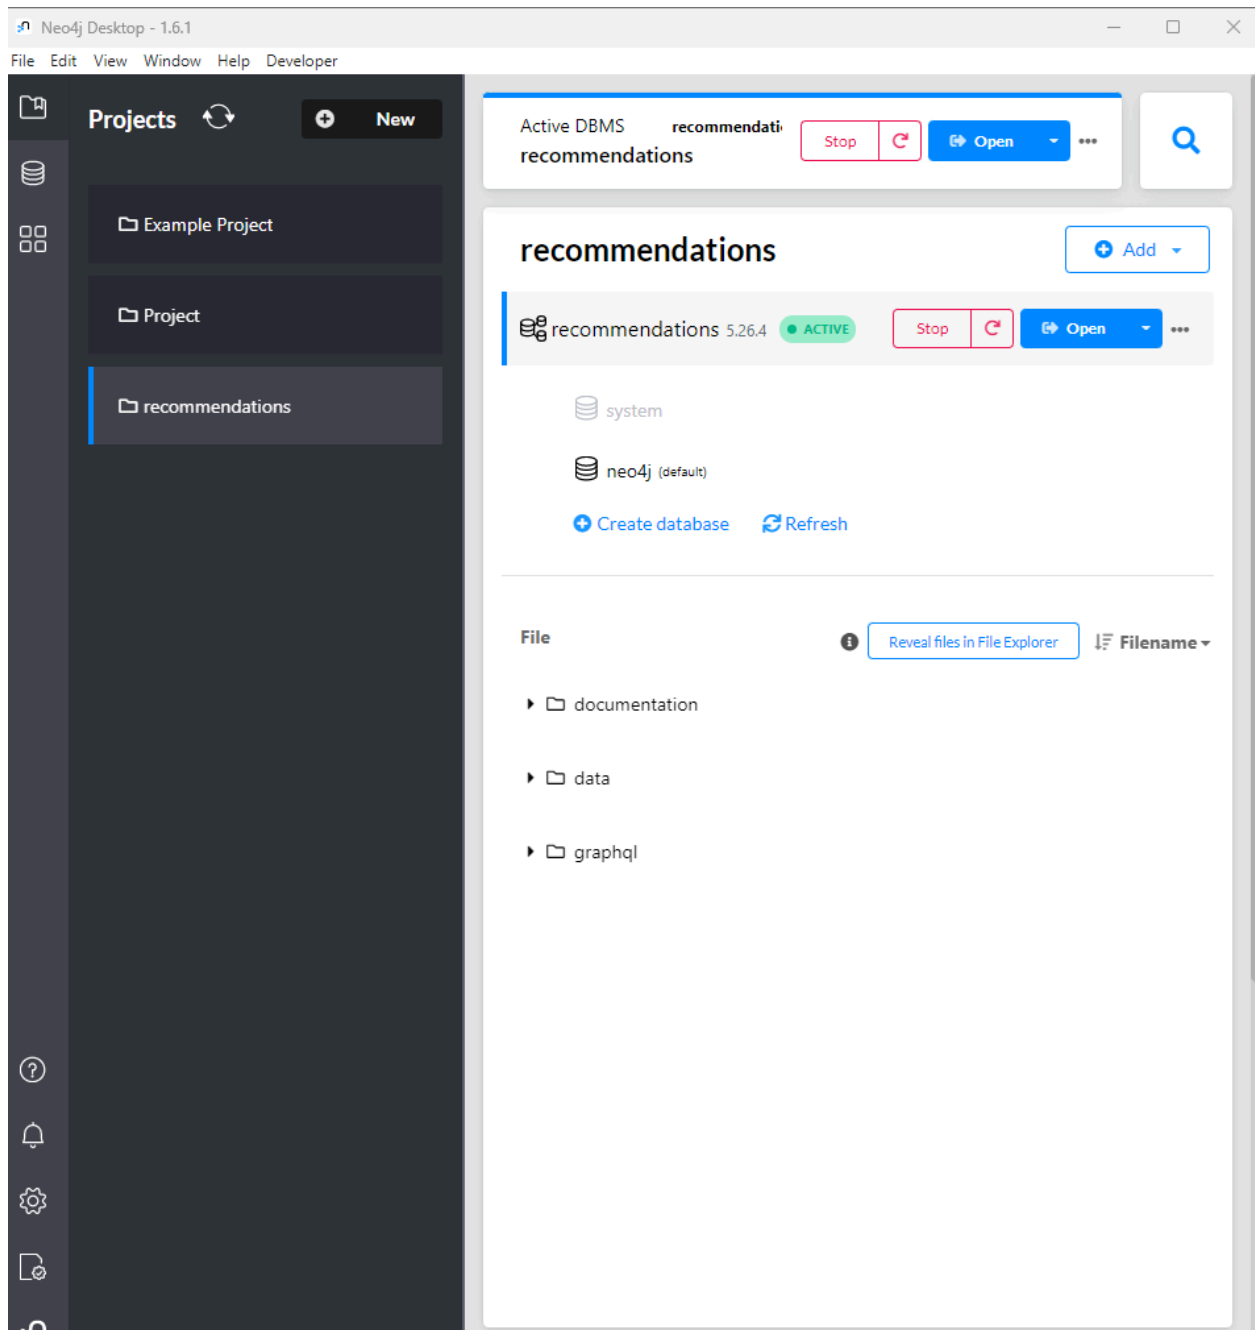 Neo4j Desktop - 1.6.1
File Edit View Window Help Developer
Projects
New
Example Project
Project
recommendations
Active DBMS recommendati
recommendations
Stop
Open
recommendations
Add
recommendations 5.26.4 ACTIVE
Stop
Open
system
neo4j (default)
Create database
Refresh
File
Reveal files in File Explorer
Filename
documentation
data
graphql